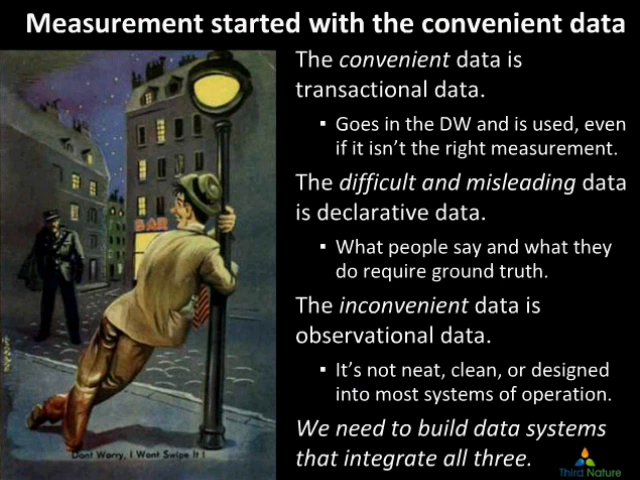 Measurement started with the convenient data
The convenient data is
transactional data.
▪ Goes in the DW and is used, even
if it isn't the right measurement.
The difficult and misleading data
is declarative data.
▪ What people say and what they
do require ground truth.
The inconvenient data is
observational data.
▪ It's not neat, clean, or designed
into most systems of operation.
We need to build data systems
that integrate all three.
BAR
Dont Worry, I Wont Swipe It !
Third Nature